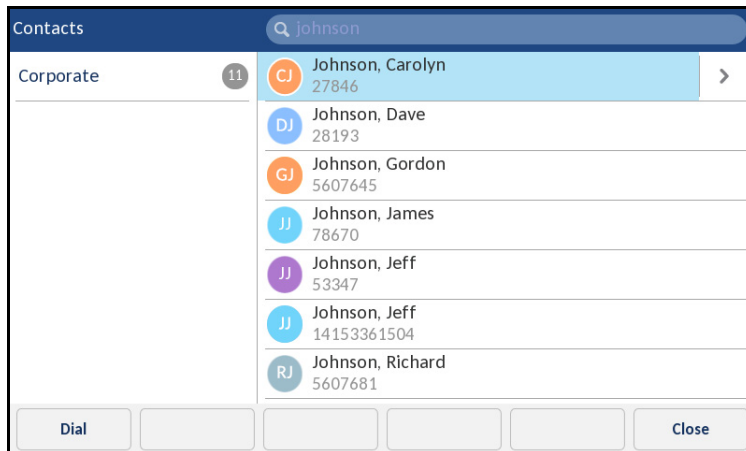 Contacts
johnson
Corporate
11
CJ
Johnson, Carolyn
27846
DJ
Johnson, Dave
28193
GJ
Johnson, Gordon
5607645
JJ
Johnson, James
78670
JJ
Johnson, Jeff
53347
JJ
Johnson, Jeff
14153361504
RJ
Johnson, Richard
5607681
Dial
Close